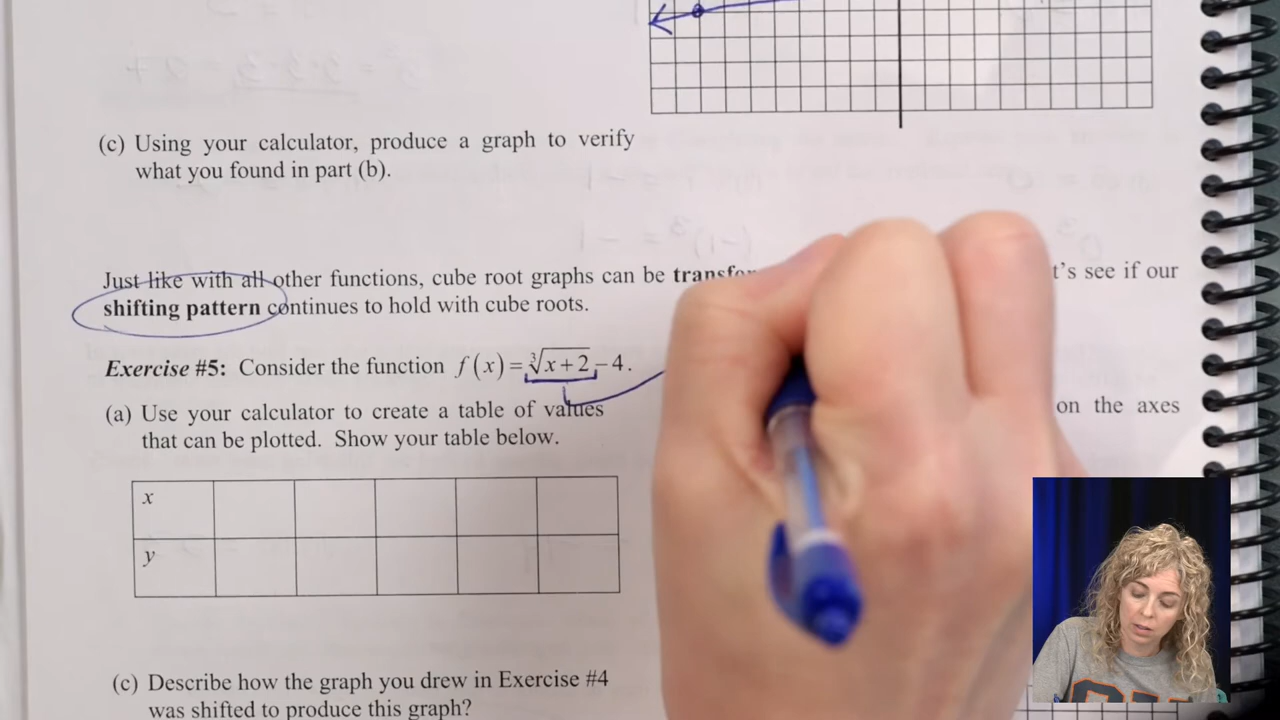 (c) Using your calculator, produce a graph to verify
what you found in part (b).
Just like with all other functions, cube root graphs can be t's see if our
shifting pattern continues to hold with cube roots.
Exercise #5: Consider the function f(x)=∛(x+2)−4.
(a) Use your calculator to create a table of values on the axes
that can be plotted. Show your table below.
x
y
(c) Describe how the graph you drew in Exercise #4
was shifted to produce this graph?